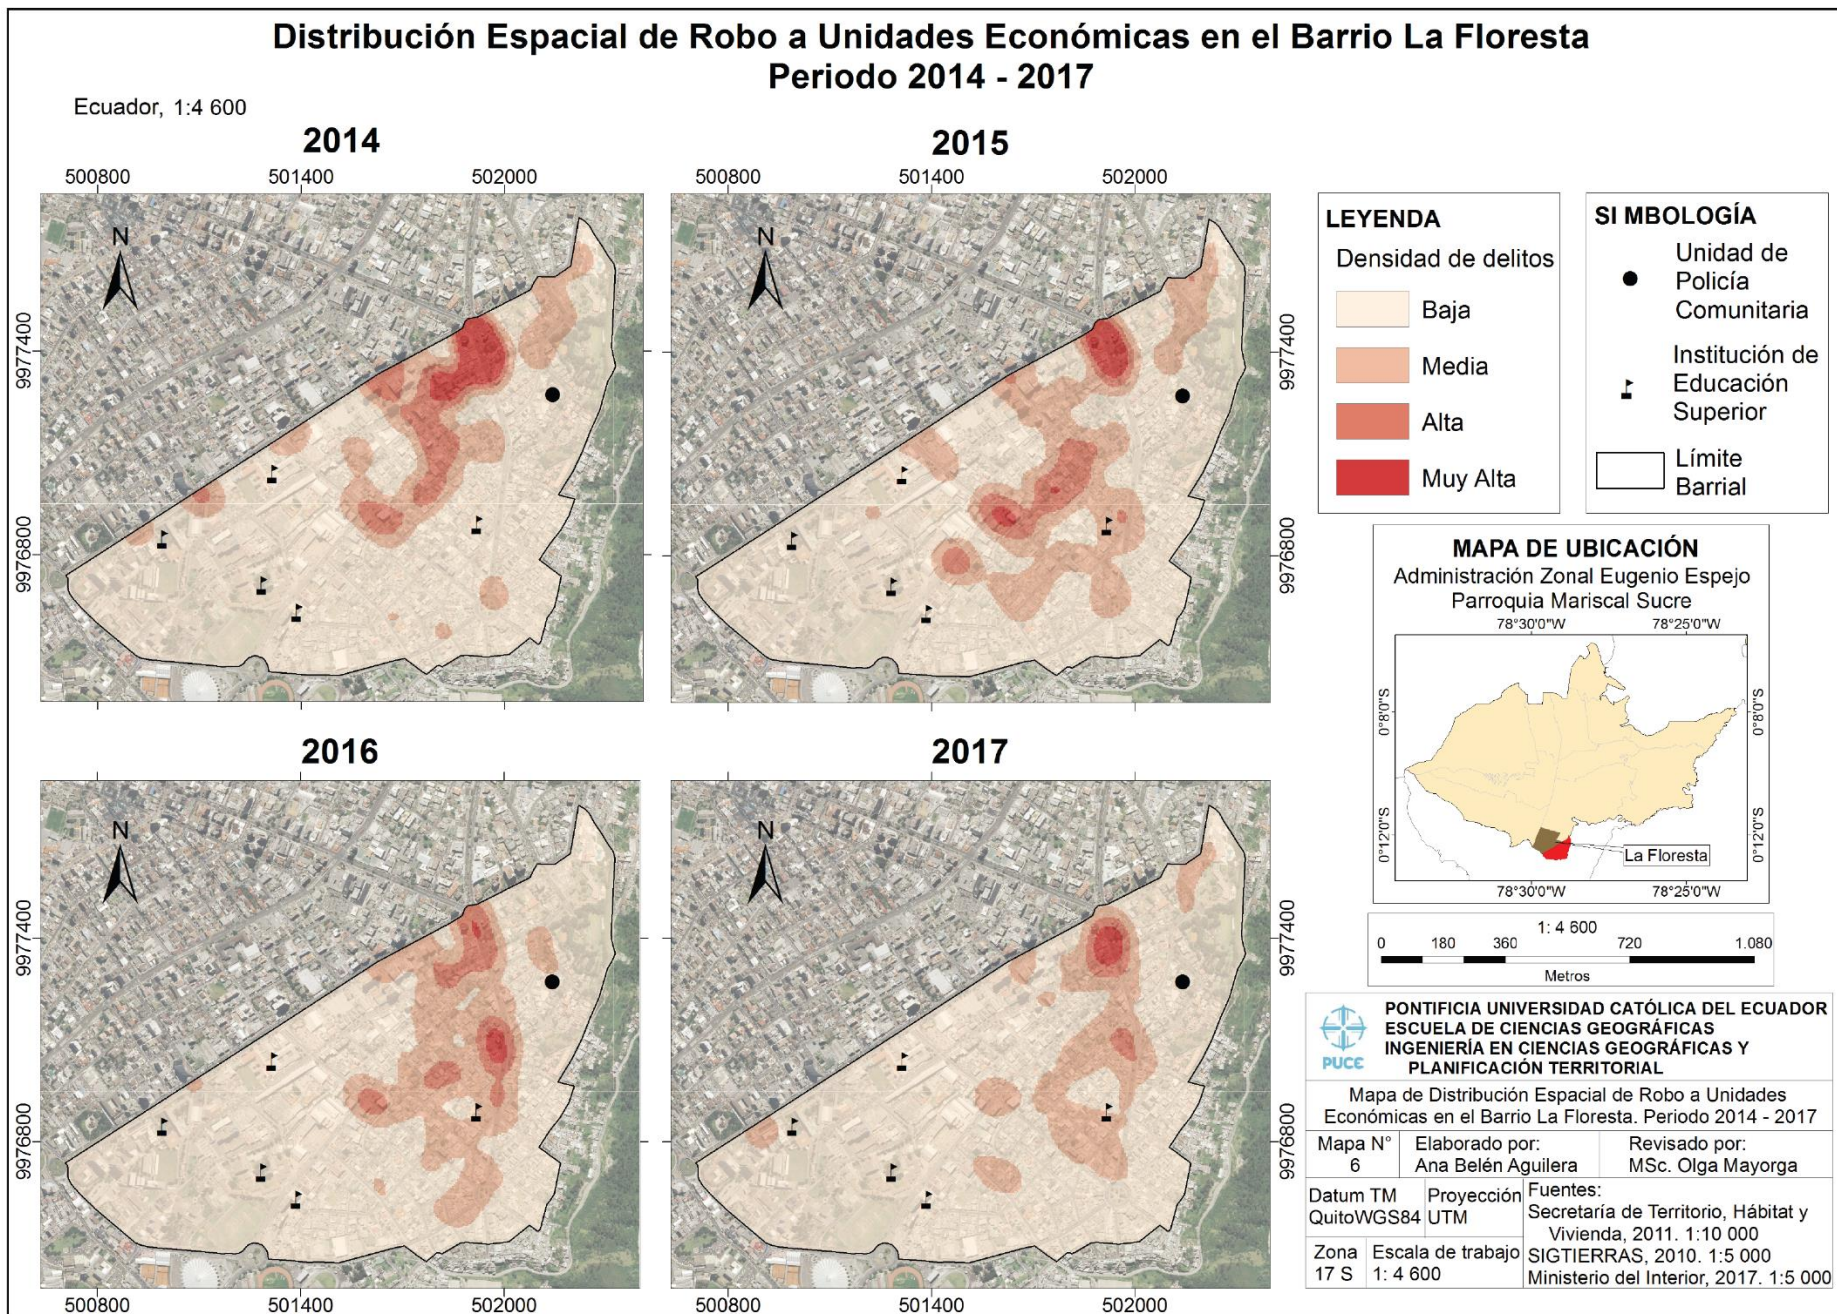 Distribución Espacial de Robo a Unidades Económicas en el Barrio La Floresta
Periodo 2014 - 2017
Ecuador, 1:4 600
2014
500800 501400 502000
N
9977400
9976800
2015
500800 501400 502000
N
9977400
9976800
2016
N
9977400
9976800
500800 501400 502000
2017
N
9977400
9976800
500800 501400 502000
LEYENDA
Densidad de delitos
Baja
Media
Alta
Muy Alta
SI MBOLOGÍA
Unidad de
Policía
Comunitaria
Institución de
Educación
Superior
Límite
Barrial
MAPA DE UBICACIÓN
Administración Zonal Eugenio Espejo
Parroquia Mariscal Sucre
78°30'0"W 78°25'0"W
0°8'0"S 0°8'0"S
0°12'0"S 0°12'0"S
La Floresta
78°30'0"W 78°25'0"W
1: 4 600
0 180 360 720 1.080
Metros
PUCE
PONTIFICIA UNIVERSIDAD CATÓLICA DEL ECUADOR
ESCUELA DE CIENCIAS GEOGRÁFICAS
INGENIERÍA EN CIENCIAS GEOGRÁFICAS Y
PLANIFICACIÓN TERRITORIAL
Mapa de Distribución Espacial de Robo a Unidades
Económicas en el Barrio La Floresta. Periodo 2014 - 2017
Mapa N°
6
Elaborado por:
Ana Belén Aguilera
Revisado por:
MSc. Olga Mayorga
Datum TM
QuitoWGS84
Proyección
UTM
Zona
17 S
Escala de trabajo
1: 4 600
Fuentes:
Secretaría de Territorio, Hábitat y
Vivienda, 2011. 1:10 000
SIGTIERRAS, 2010. 1:5 000
Ministerio del Interior, 2017. 1:5 000